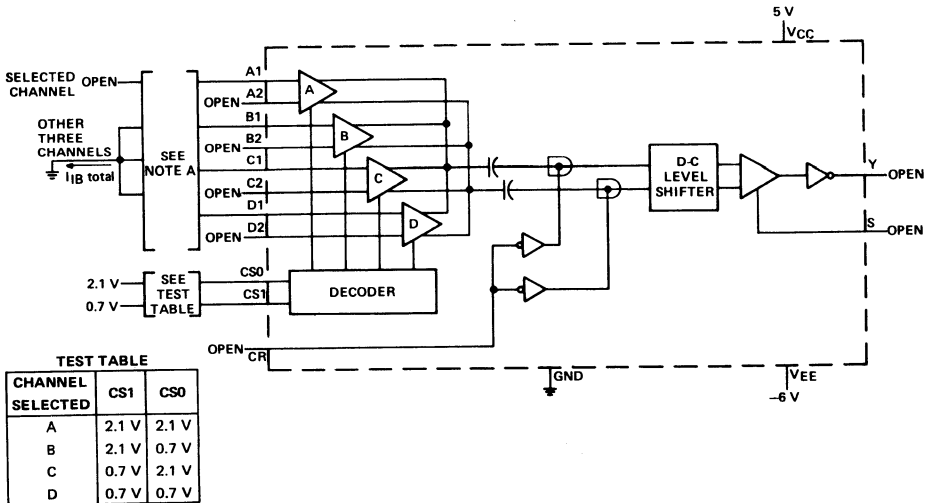 5 V
VCC
SELECTED
CHANNEL
OPEN
OTHER
THREE
CHANNELS
IIB total
SEE
NOTE A
A1
A2
OPEN
B1
B2
OPEN
C1
C2
OPEN
D1
D2
OPEN
A
B
C
D
D-C
LEVEL
SHIFTER
Y
OPEN
S
OPEN
2.1 V
0.7 V
SEE
TEST
TABLE
CS0
CS1
DECODER
OPEN
CR
GND
VEE
−6 V
TEST TABLE
CHANNEL SELECTED CS1 CS0
A 2.1 V 2.1 V
B 2.1 V 0.7 V
C 0.7 V 2.1 V
D 0.7 V 0.7 V